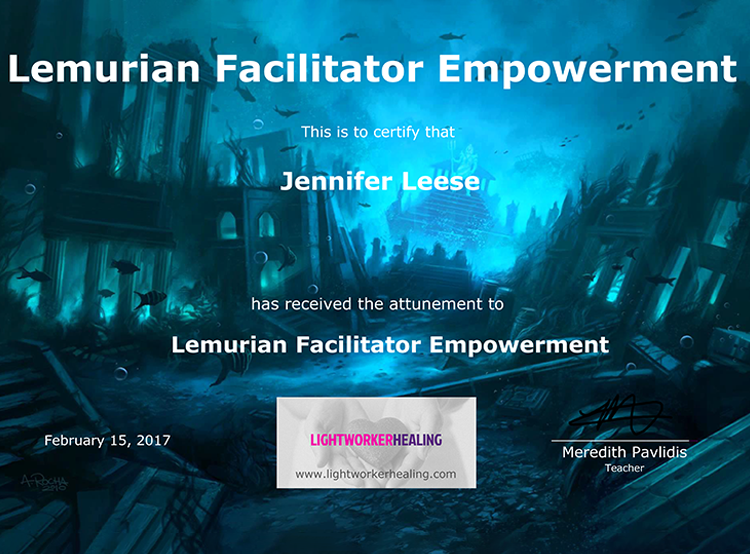 Lemurian Facilitator Empowerment
This is to certify that
Jennifer Leese
has received the attunement to
Lemurian Facilitator Empowerment
LIGHTWORKERHEALING
www.lightworkerhealing.com
February 15, 2017
Meredith Pavlidis
Teacher
A-ROCHA
2010